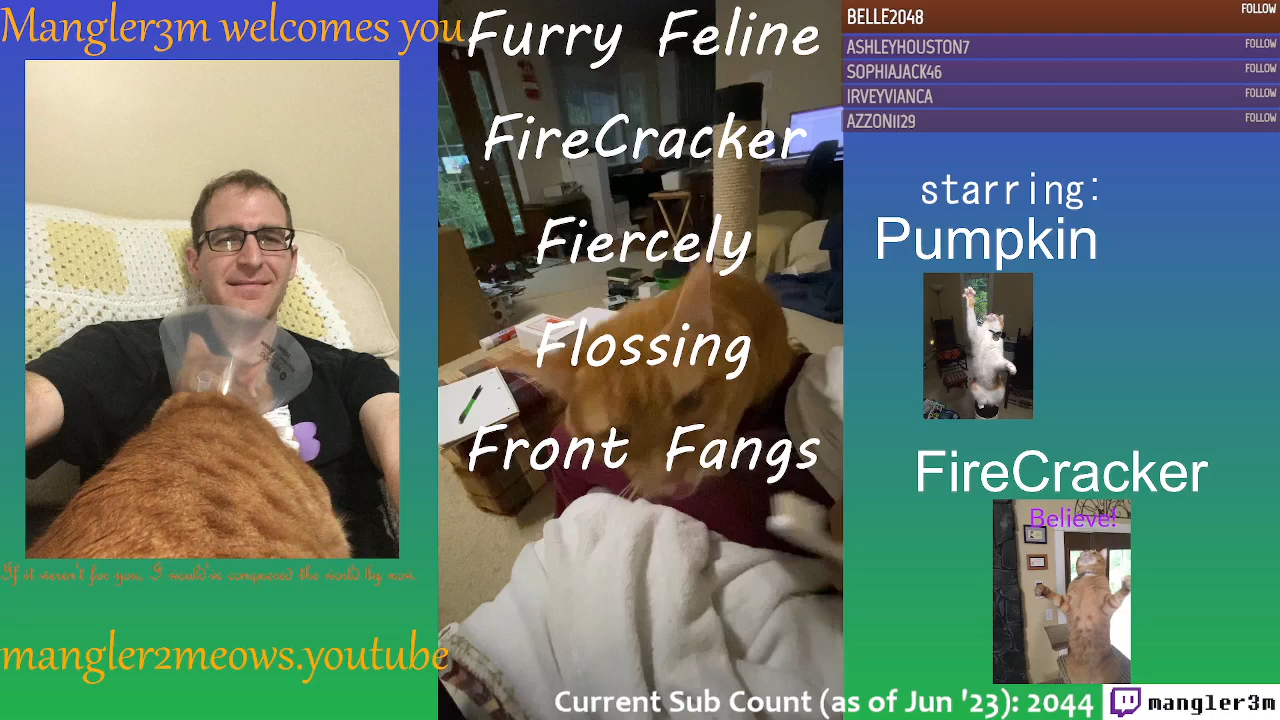 Mangler3m welcomes you
If it weren't for you, I would've conquered the world by now.
mangler2meows.youtube
Furry Feline
FireCracker
Fiercely
Flossing
Front Fangs
BELLE2048 FOLLOW
ASHLEYHOUSTON7 FOLLOW
SOPHIAJACK46 FOLLOW
IRVEYVIANCA FOLLOW
AZZONII29 FOLLOW
starring:
Pumpkin
FireCracker
Believe!
Current Sub Count (as of Jun '23): 2044
mangler3m